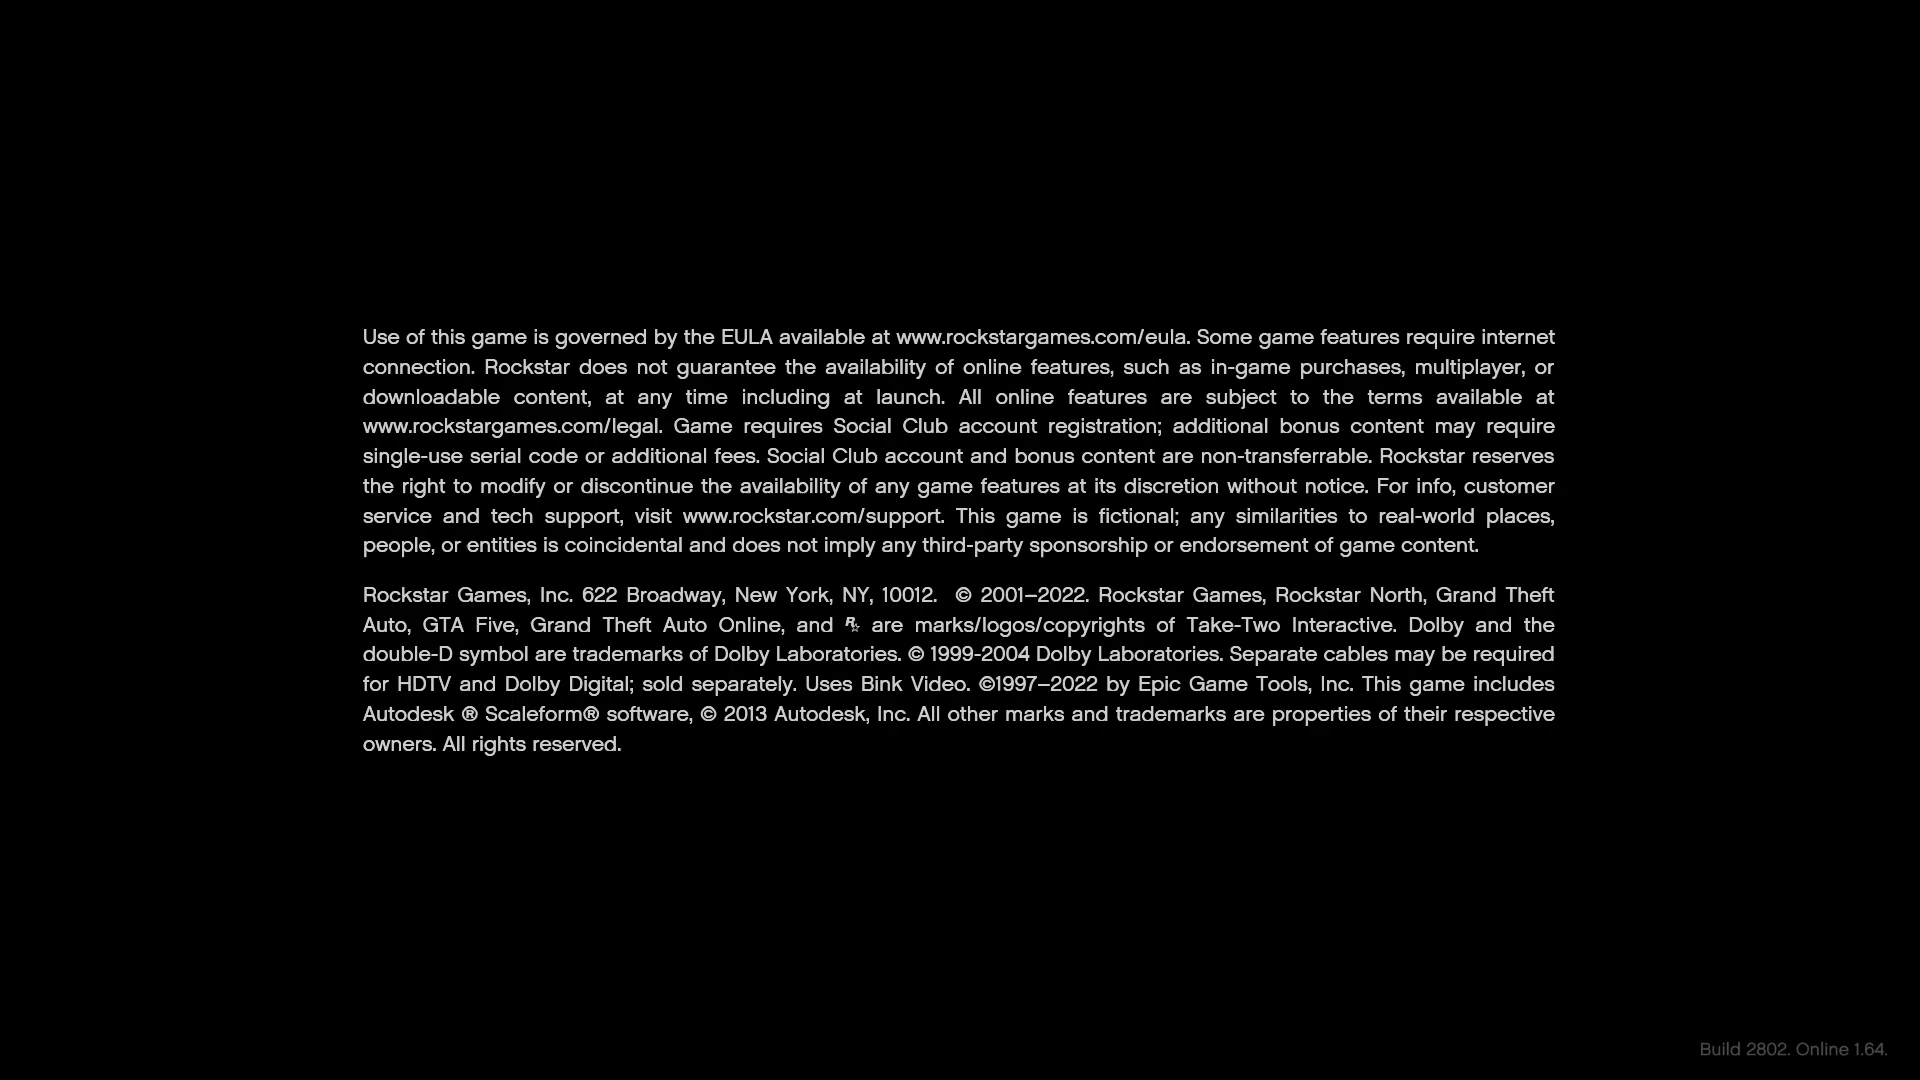 Use of this game is governed by the EULA available at www.rockstargames.com/eula. Some game features require internet
connection. Rockstar does not guarantee the availability of online features, such as in-game purchases, multiplayer, or
downloadable content, at any time including at launch. All online features are subject to the terms available at
www.rockstargames.com/legal. Game requires Social Club account registration; additional bonus content may require
single-use serial code or additional fees. Social Club account and bonus content are non-transferrable. Rockstar reserves
the right to modify or discontinue the availability of any game features at its discretion without notice. For info, customer
service and tech support, visit www.rockstar.com/support. This game is fictional; any similarities to real-world places,
people, or entities is coincidental and does not imply any third-party sponsorship or endorsement of game content.
Rockstar Games, Inc. 622 Broadway, New York, NY, 10012. © 2001–2022. Rockstar Games, Rockstar North, Grand Theft
Auto, GTA Five, Grand Theft Auto Online, and R☆ are marks/logos/copyrights of Take-Two Interactive. Dolby and the
double-D symbol are trademarks of Dolby Laboratories. © 1999-2004 Dolby Laboratories. Separate cables may be required
for HDTV and Dolby Digital; sold separately. Uses Bink Video. ©1997–2022 by Epic Game Tools, Inc. This game includes
Autodesk ® Scaleform® software, © 2013 Autodesk, Inc. All other marks and trademarks are properties of their respective
owners. All rights reserved.
Build 2802. Online 1.64.